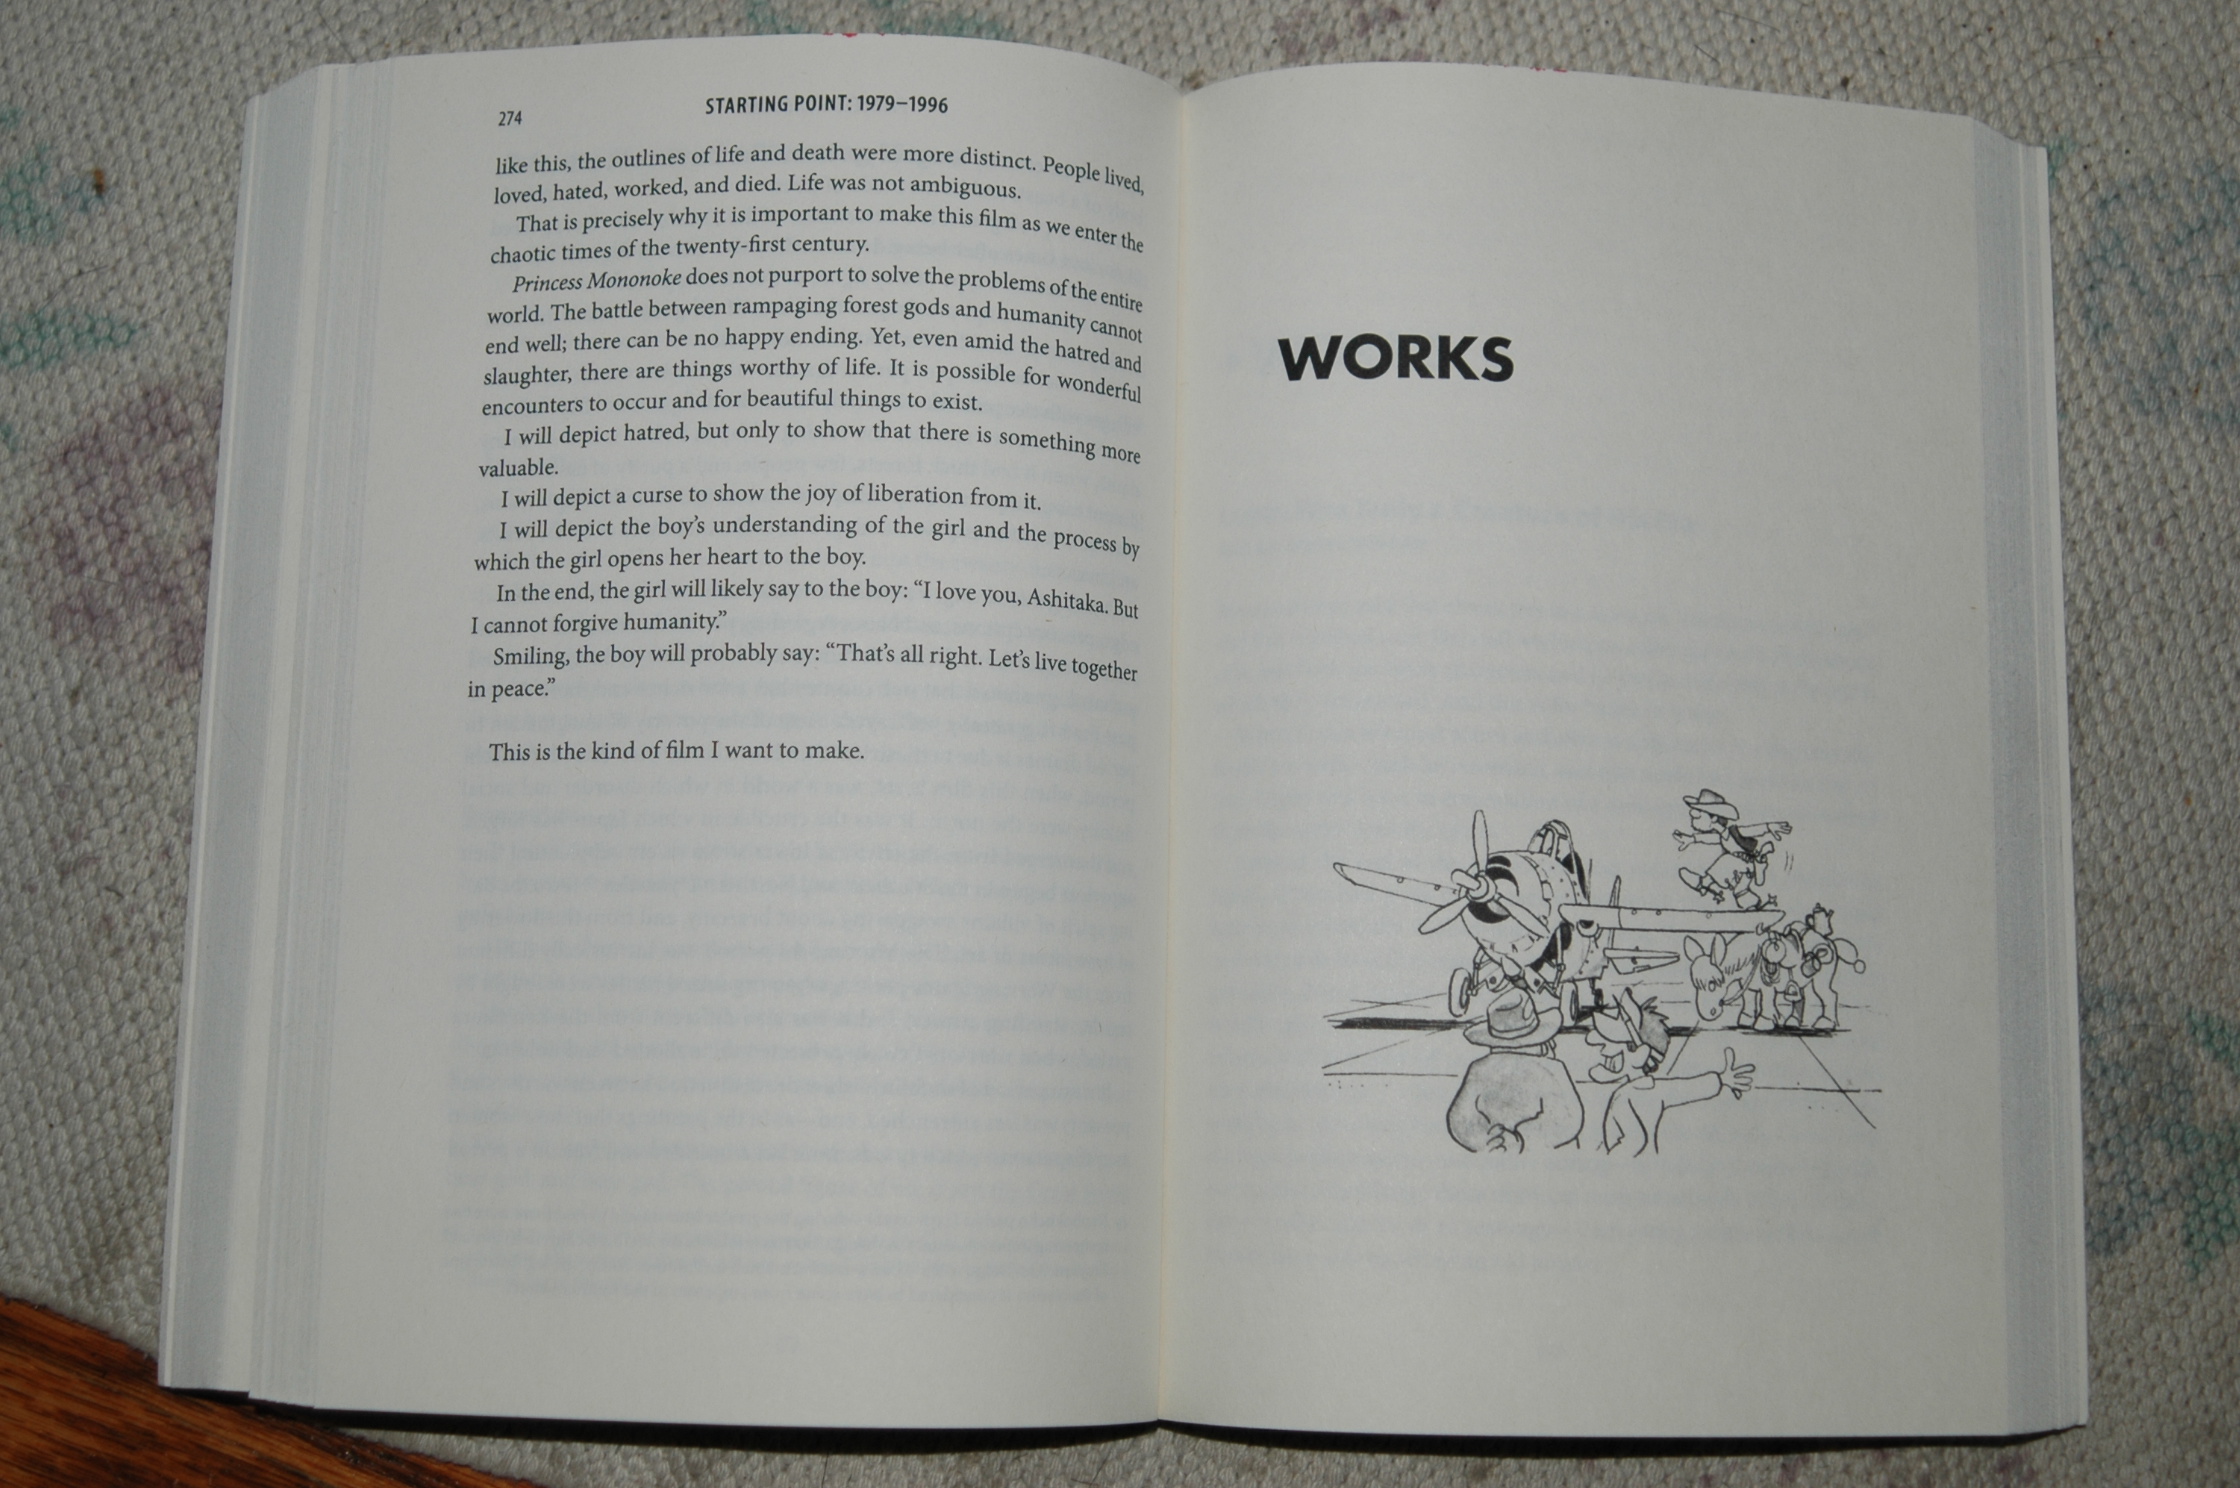 274
STARTING POINT: 1979–1996
like this, the outlines of life and death were more distinct. People lived,
loved, hated, worked, and died. Life was not ambiguous.
That is precisely why it is important to make this film as we enter the
chaotic times of the twenty-first century.
Princess Mononoke does not purport to solve the problems of the entire
world. The battle between rampaging forest gods and humanity cannot
end well; there can be no happy ending. Yet, even amid the hatred and
slaughter, there are things worthy of life. It is possible for wonderful
encounters to occur and for beautiful things to exist.
I will depict hatred, but only to show that there is something more
valuable.
I will depict a curse to show the joy of liberation from it.
I will depict the boy’s understanding of the girl and the process by
which the girl opens her heart to the boy.
In the end, the girl will likely say to the boy: “I love you, Ashitaka. But
I cannot forgive humanity.”
Smiling, the boy will probably say: “That’s all right. Let’s live together
in peace.”
This is the kind of film I want to make.
WORKS